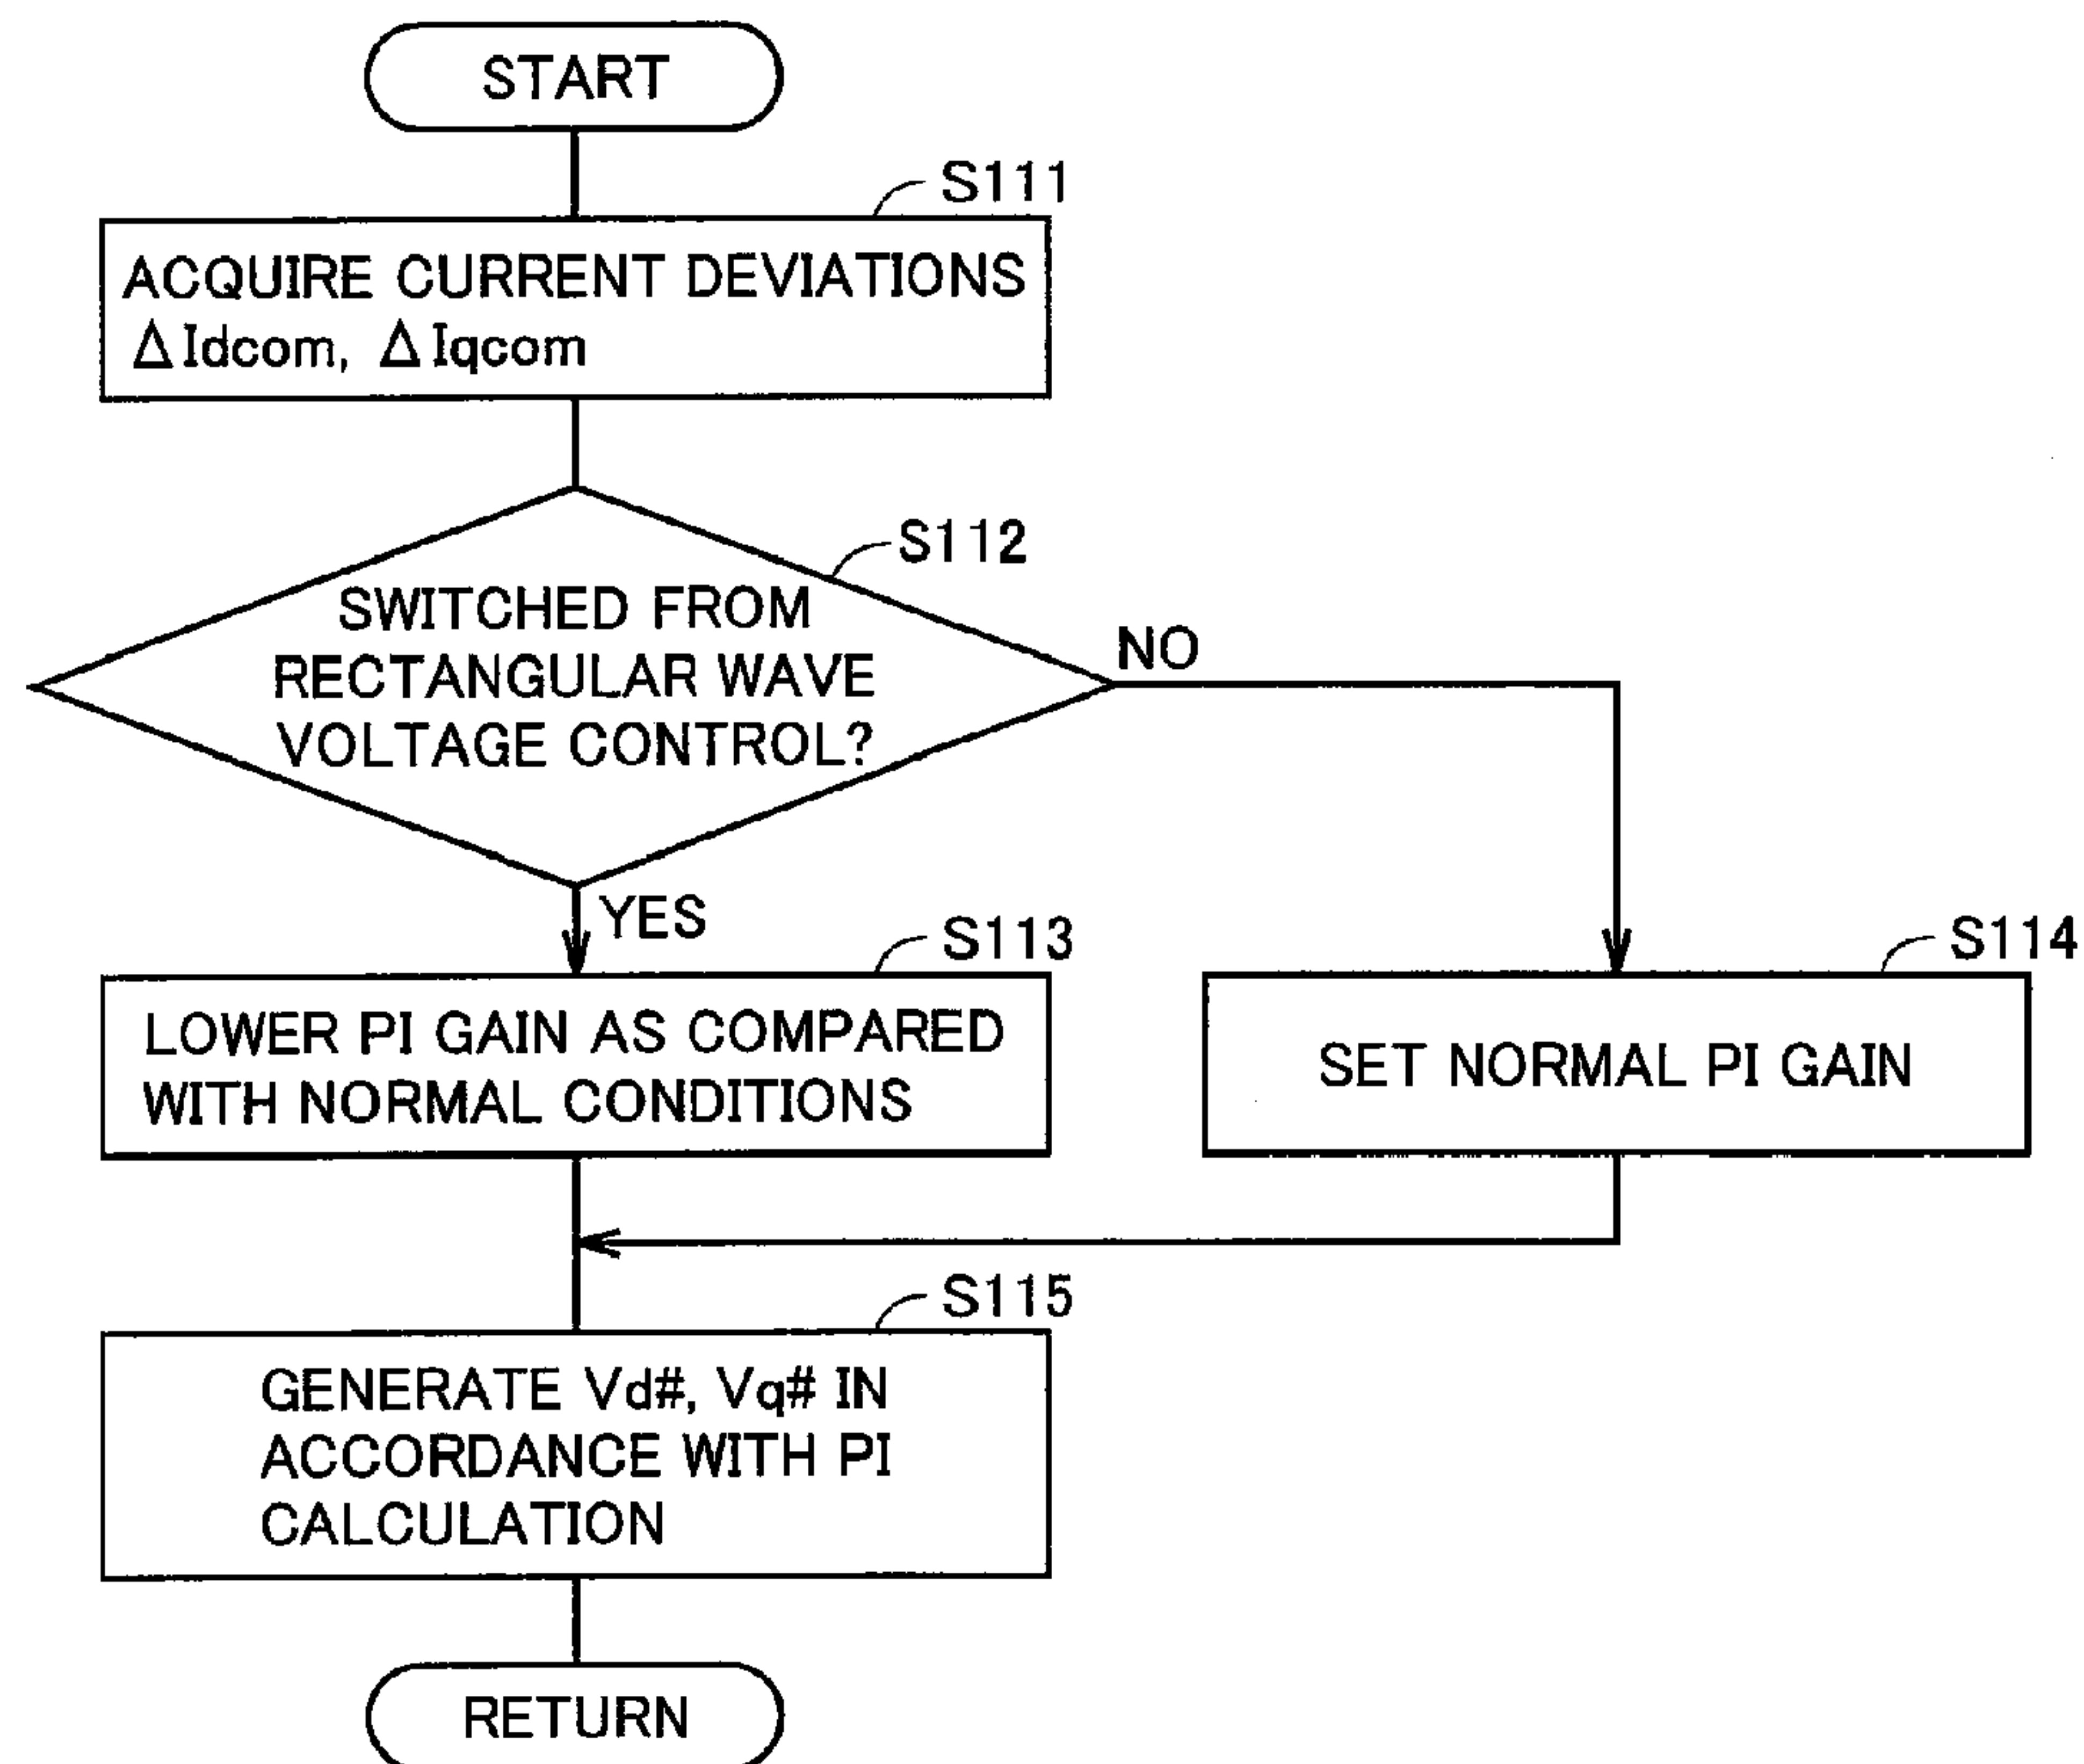 START
S111
ACQUIRE CURRENT DEVIATIONS
ΔIdcom, ΔIqcom
S112
SWITCHED FROM
RECTANGULAR WAVE
VOLTAGE CONTROL?
NO
YES
S113
LOWER PI GAIN AS COMPARED
WITH NORMAL CONDITIONS
S114
SET NORMAL PI GAIN
S115
GENERATE Vd#, Vq# IN
ACCORDANCE WITH PI
CALCULATION
RETURN